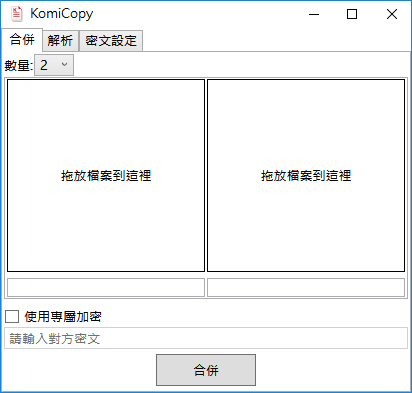 KomiCopy
合併 解析 密文設定
數量: 2
拖放檔案到這裡 拖放檔案到這裡
使用專屬加密
請輸入對方密文
合併